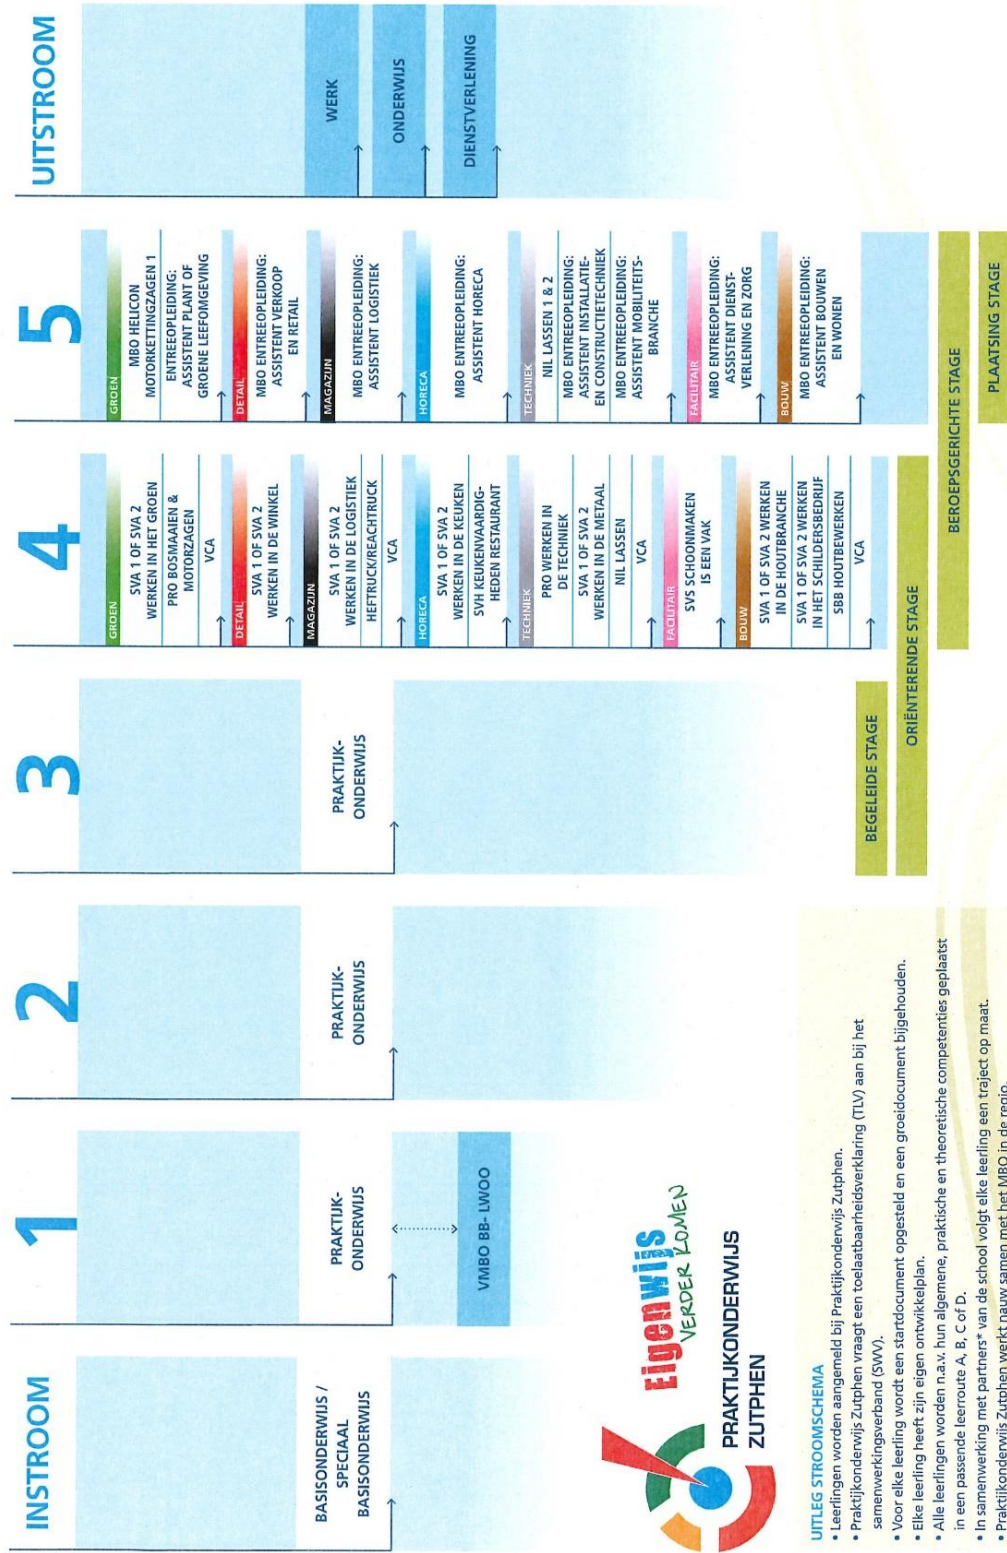 INSTROOM
BASISONDERWIJS /
SPECIAAL
BASISONDERWIJS
1
PRAKTIJK-
ONDERWIJS
VMBO BB- LWOO
2
PRAKTIJK-
ONDERWIJS
3
PRAKTIJK-
ONDERWIJS
4
GROEN
SVA 1 OF SVA 2
WERKEN IN HET GROEN
PRO BOSMAAIEN &
MOTORZAGEN
VCA
DETAIL
SVA 1 OF SVA 2
WERKEN IN DE WINKEL
MAGAZIJN
SVA 1 OF SVA 2
WERKEN IN DE LOGISTIEK
HEFTRUCK/REACHTRUCK
VCA
HORECA
SVA 1 OF SVA 2
WERKEN IN DE KEUKEN
SVH KEUKENVAARDIG-
HEDEN RESTAURANT
TECHNIEK
PRO WERKEN IN
DE TECHNIEK
SVA 1 OF SVA 2
WERKEN IN DE METAAL
NIL LASSEN
VCA
FACILITAIR
SVS SCHOONMAKEN
IS EEN VAK
BOUW
SVA 1 OF SVA 2 WERKEN
IN DE HOUTBRANCHE
SVA 1 OF SVA 2 WERKEN
IN HET SCHILDERSBEDRIJF
SBB HOUTBEWERKEN
VCA
5
GROEN
MBO HELICON
MOTORKETTINGZAGEN 1
ENTREEOPLEIDING:
ASSISTENT PLANT OF
GROENE LEEFOMGEVING
DETAIL
MBO ENTREEOPLEIDING:
ASSISTENT VERKOOP
EN RETAIL
MAGAZIJN
MBO ENTREEOPLEIDING:
ASSISTENT LOGISTIEK
HORECA
MBO ENTREEOPLEIDING:
ASSISTENT HORECA
TECHNIEK
NIL LASSEN 1 & 2
MBO ENTREEOPLEIDING:
ASSISTENT INSTALLATIE-
EN CONSTRUCTIETECHNIEK
MBO ENTREEOPLEIDING:
ASSISTENT MOBILITEITS-
BRANCHE
FACILITAIR
MBO ENTREEOPLEIDING:
ASSISTENT DIENST-
VERLENING EN ZORG
BOUW
MBO ENTREEOPLEIDING:
ASSISTENT BOUWEN
EN WONEN
UITSTROOM
WERK
ONDERWIJS
DIENSTVERLENING
BEGELEIDE STAGE
ORIËNTERENDE STAGE
BEROEPSGERICHTE STAGE
PLAATSING STAGE
Eigenwijs
VERDER KOMEN
PRAKTIJKONDERWIJS
ZUTPHEN
UITLEG STROOMSCHEMA
• Leerlingen worden aangemeld bij Praktijkonderwijs Zutphen.
• Praktijkonderwijs Zutphen vraagt een toelaatbaarheidsverklaring (TLV) aan bij het
samenwerkingsverband (SWV).
• Voor elke leerling wordt een startdocument opgesteld en een groeidocument bijgehouden.
• Elke leerling heeft zijn eigen ontwikkelplan.
• Alle leerlingen worden n.a.v. hun algemene, praktische en theoretische competenties geplaatst
in een passende leerroute A, B, C of D.
• In samenwerking met partners* van de school volgt elke leerling een traject op maat.
• Praktijkonderwijs Zutphen werkt nauw samen met het MBO in de regio.